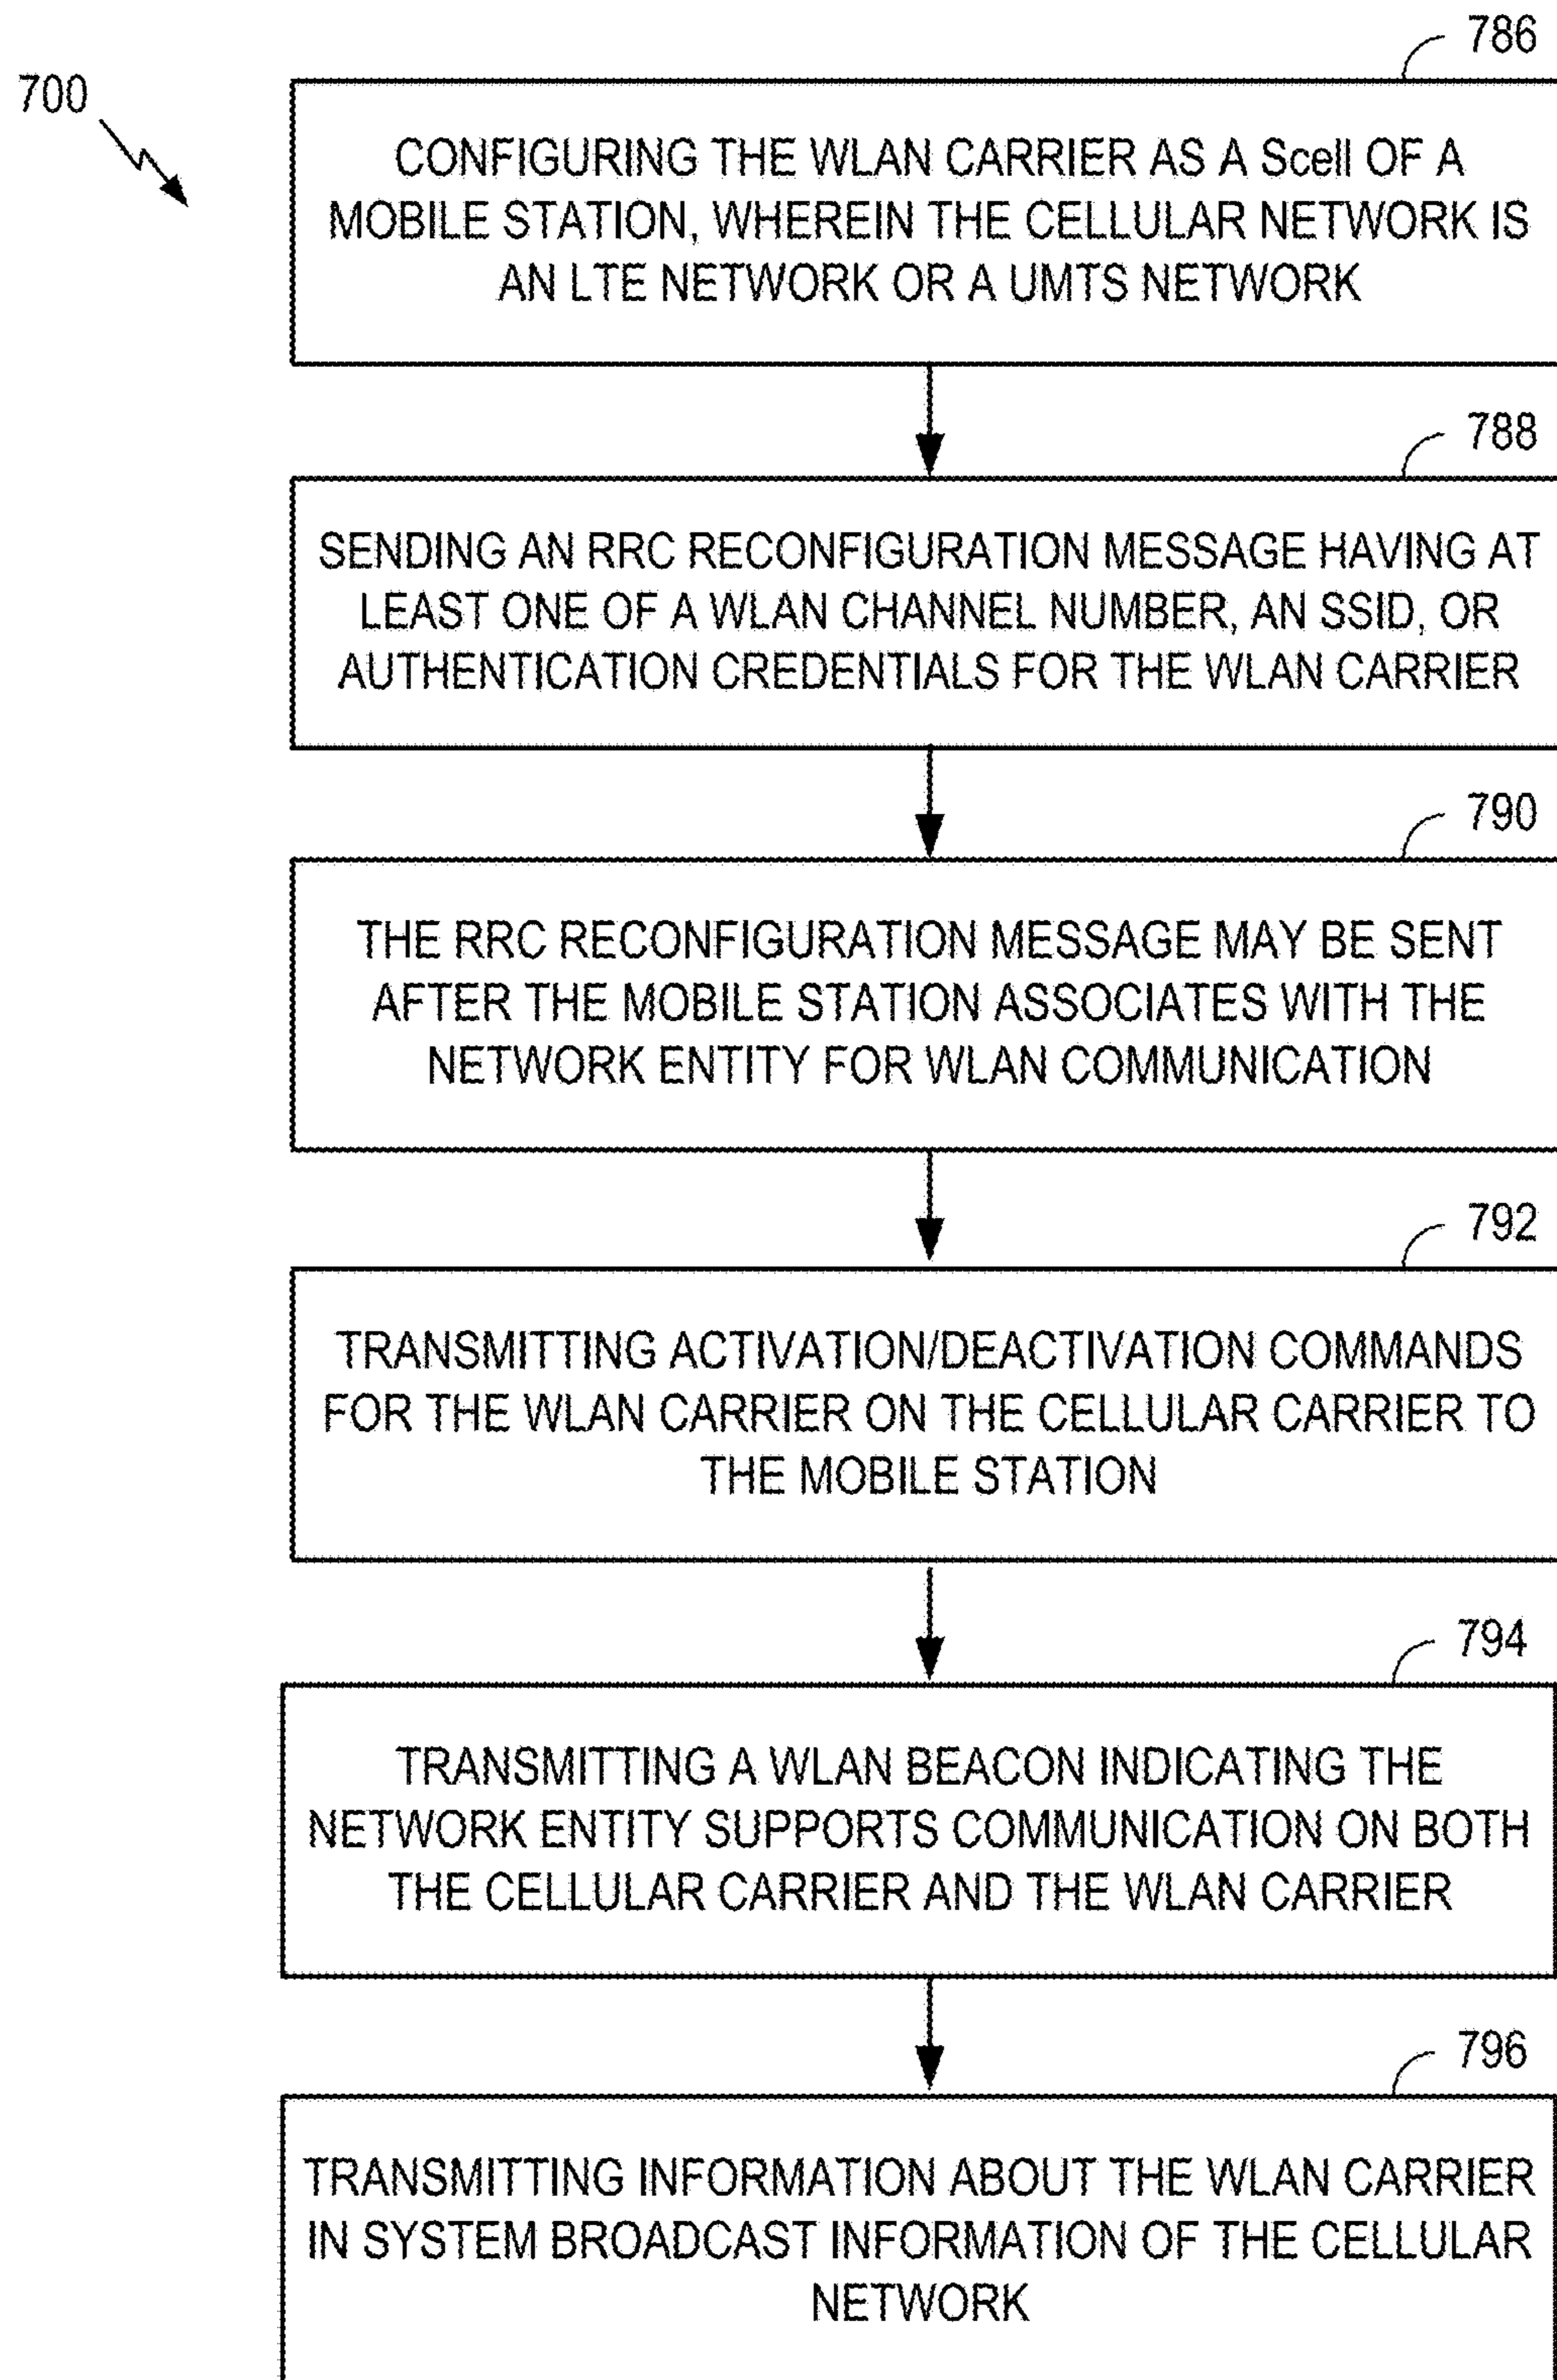 700
786
CONFIGURING THE WLAN CARRIER AS A Scell OF A
MOBILE STATION, WHEREIN THE CELLULAR NETWORK IS
AN LTE NETWORK OR A UMTS NETWORK
788
SENDING AN RRC RECONFIGURATION MESSAGE HAVING AT
LEAST ONE OF A WLAN CHANNEL NUMBER, AN SSID, OR
AUTHENTICATION CREDENTIALS FOR THE WLAN CARRIER
790
THE RRC RECONFIGURATION MESSAGE MAY BE SENT
AFTER THE MOBILE STATION ASSOCIATES WITH THE
NETWORK ENTITY FOR WLAN COMMUNICATION
792
TRANSMITTING ACTIVATION/DEACTIVATION COMMANDS
FOR THE WLAN CARRIER ON THE CELLULAR CARRIER TO
THE MOBILE STATION
794
TRANSMITTING A WLAN BEACON INDICATING THE
NETWORK ENTITY SUPPORTS COMMUNICATION ON BOTH
THE CELLULAR CARRIER AND THE WLAN CARRIER
796
TRANSMITTING INFORMATION ABOUT THE WLAN CARRIER
IN SYSTEM BROADCAST INFORMATION OF THE CELLULAR
NETWORK